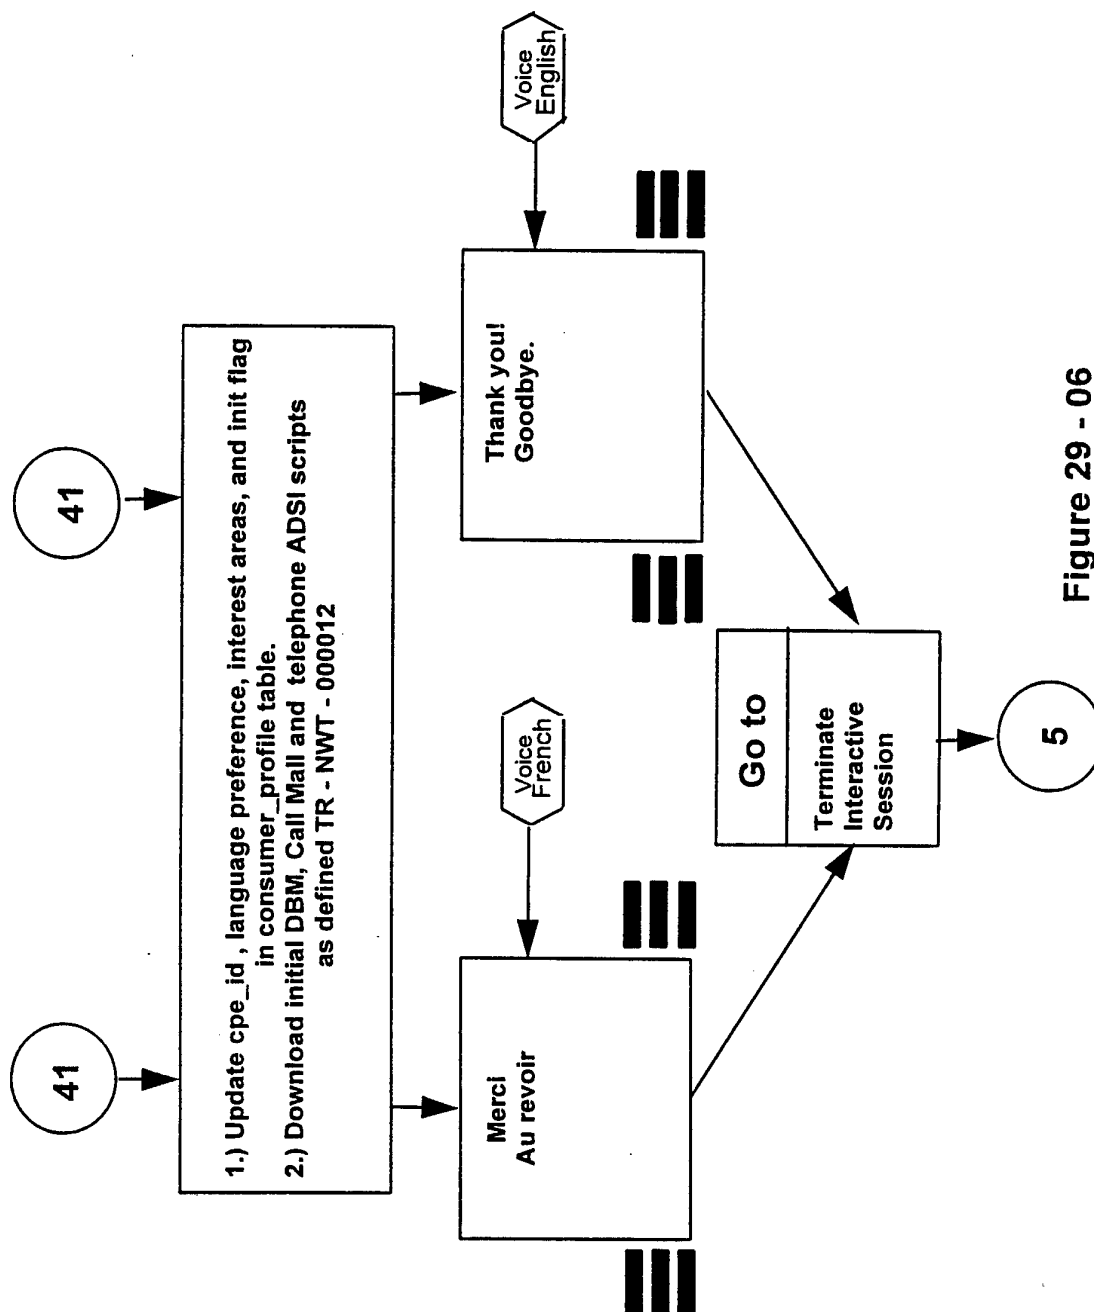 41
41
1.) Update cpe_id , language preference, interest areas, and init flag
in consumer_profile table.
2.) Download initial DBM, Call Mall and telephone ADSI scripts
as defined TR - NWT - 000012
Merci
Au revoir
Voice
French
Thank you!
Goodbye.
Voice
English
Go to
Terminate
Interactive
Session
5
Figure 29 - 06